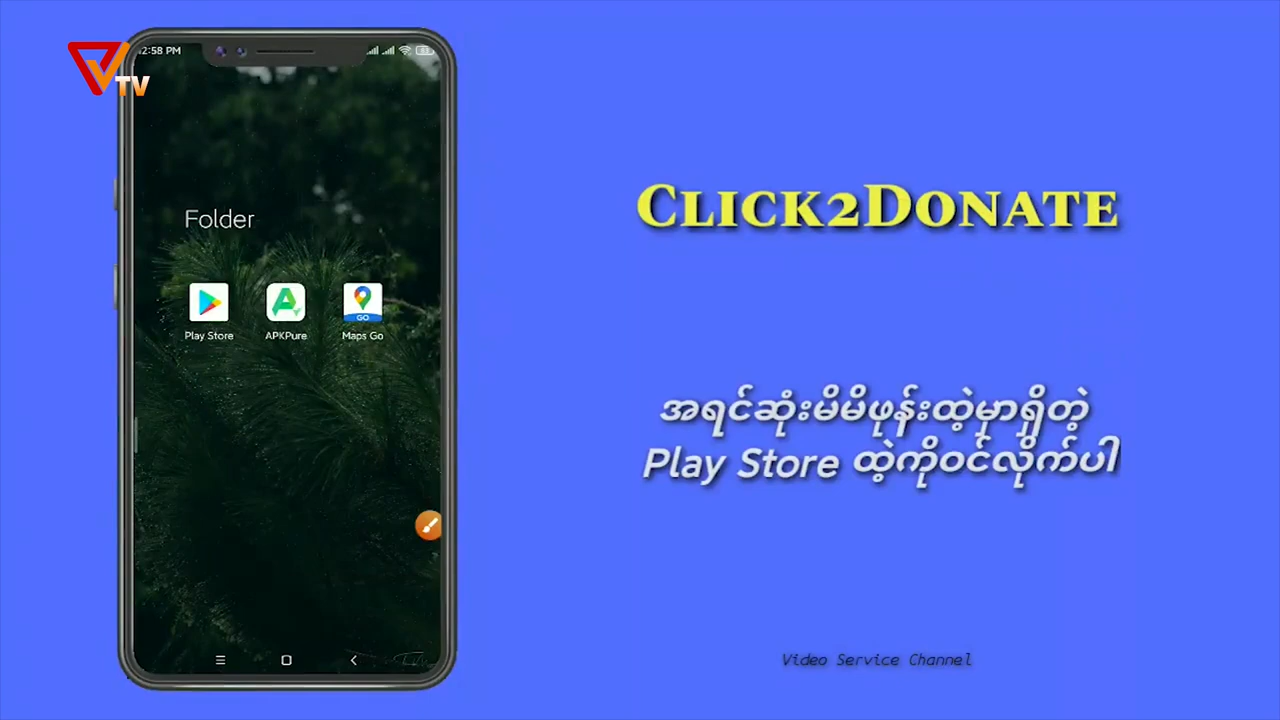 TV
2:58 PM
Folder
Play Store
APKPure
Maps Go
GO
CLICK2DONATE
အရင်ဆုံးမိမိဖုန်းထဲ့မှာရှိတဲ့
Play Store ထဲ့ကိုဝင်လိုက်ပါ
Video Service Channel